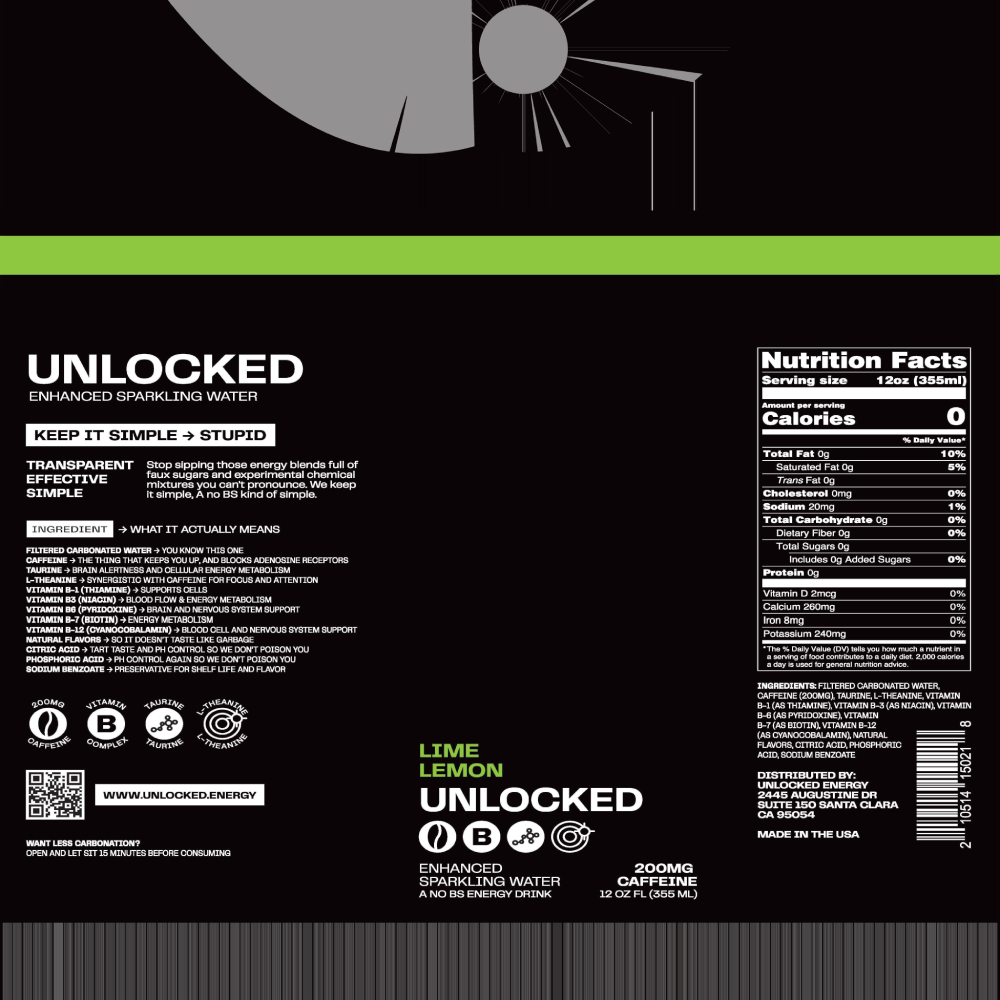 UNLOCKED
ENHANCED SPARKLING WATER
KEEP IT SIMPLE → STUPID
TRANSPARENT
EFFECTIVE
SIMPLE
Stop sipping those energy blends full of
faux sugars and experimental chemical
mixtures you can't pronounce. We keep
it simple, A no BS kind of simple.
INGREDIENT → WHAT IT ACTUALLY MEANS
FILTERED CARBONATED WATER → YOU KNOW THIS ONE
CAFFEINE → THE THING THAT KEEPS YOU UP, AND BLOCKS ADENOSINE RECEPTORS
TAURINE → BRAIN ALERTNESS AND CELLULAR ENERGY METABOLISM
L-THEANINE → SYNERGISTIC WITH CAFFEINE FOR FOCUS AND ATTENTION
VITAMIN B-1 (THIAMINE) → SUPPORTS CELLS
VITAMIN B3 (NIACIN) → BLOOD FLOW & ENERGY METABOLISM
VITAMIN B6 (PYRIDOXINE) → BRAIN AND NERVOUS SYSTEM SUPPORT
VITAMIN B-7 (BIOTIN) → ENERGY METABOLISM
VITAMIN B-12 (CYANOCOBALAMIN) → BLOOD CELL AND NERVOUS SYSTEM SUPPORT
NATURAL FLAVORS → SO IT DOESN'T TASTE LIKE GARBAGE
CITRIC ACID → TART TASTE AND PH CONTROL SO WE DON'T POISON YOU
PHOSPHORIC ACID → PH CONTROL AGAIN SO WE DON'T POISON YOU
SODIUM BENZOATE → PRESERVATIVE FOR SHELF LIFE AND FLAVOR
200MG CAFFEINE
VITAMIN B COMPLEX
TAURINE TAURINE
L-THEANINE L-THEANINE
WWW.UNLOCKED.ENERGY
WANT LESS CARBONATION?
OPEN AND LET SIT 15 MINUTES BEFORE CONSUMING
LIME
LEMON
UNLOCKED
B
ENHANCED
SPARKLING WATER
A NO BS ENERGY DRINK
200MG
CAFFEINE
12 OZ FL (355 ML)
Nutrition Facts
Serving size 12oz (355ml)
Amount per serving
Calories 0
% Daily Value*
Total Fat 0g 10%
Saturated Fat 0g 5%
Trans Fat 0g
Cholesterol 0mg 0%
Sodium 20mg 1%
Total Carbohydrate 0g 0%
Dietary Fiber 0g 0%
Total Sugars 0g
Includes 0g Added Sugars 0%
Protein 0g
Vitamin D 2mcg 0%
Calcium 260mg 0%
Iron 8mg 0%
Potassium 240mg 0%
*The % Daily Value (DV) tells you how much a nutrient in
a serving of food contributes to a daily diet. 2,000 calories
a day is used for general nutrition advice.
INGREDIENTS: FILTERED CARBONATED WATER,
CAFFEINE (200MG), TAURINE, L-THEANINE, VITAMIN
B-1 (AS THIAMINE), VITAMIN B-3 (AS NIACIN), VITAMIN
B-6 (AS PYRIDOXINE), VITAMIN
B-7 (AS BIOTIN), VITAMIN B-12
(AS CYANOCOBALAMIN), NATURAL
FLAVORS, CITRIC ACID, PHOSPHORIC
ACID, SODIUM BENZOATE
DISTRIBUTED BY:
UNLOCKED ENERGY
2445 AUGUSTINE DR
SUITE 150 SANTA CLARA
CA 95054
MADE IN THE USA
2 10514 15021 8